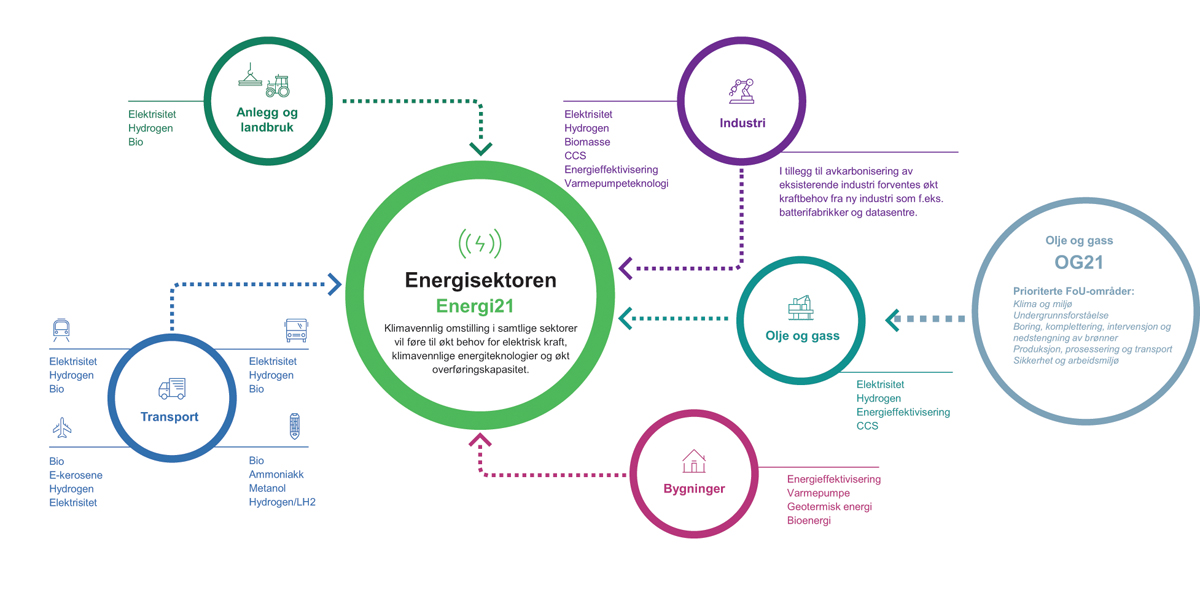 Anlegg og
landbruk
Elektrisitet
Hydrogen
Bio
Industri
Elektrisitet
Hydrogen
Biomasse
CCS
Energieffektivisering
Varmepumpeteknologi
I tillegg til avkarbonisering av
eksisterende industri forventes økt
kraftbehov fra ny industri som f.eks.
batterifabrikker og datasentre.
Energisektoren
Energi21
Klimavennlig omstilling i samtlige sektorer
vil føre til økt behov for elektrisk kraft,
klimavennlige energiteknologier og økt
overføringskapasitet.
Olje og gass
OG21
Prioriterte FoU-områder:
Klima og miljø
Undergrunnsforståelse
Boring, komplettering, intervensjon og
nedstengning av brønner
Produksjon, prosessering og transport
Sikkerhet og arbeidsmiljø
Olje og gass
Elektrisitet
Hydrogen
Energieffektivisering
CCS
Transport
Elektrisitet
Hydrogen
Bio
Elektrisitet
Hydrogen
Bio
Bio
E-kerosene
Hydrogen
Elektrisitet
Bio
Ammoniakk
Metanol
Hydrogen/LH2
Bygninger
Energieffektivisering
Varmepumpe
Geotermisk energi
Bioenergi